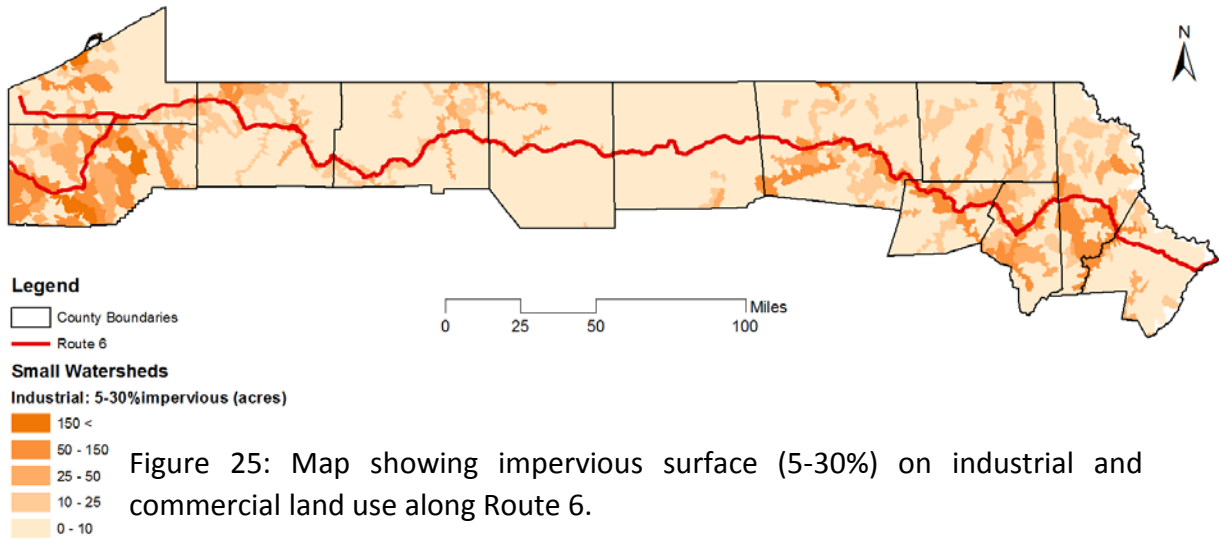 N
Legend
County Boundaries
Route 6
Small Watersheds
Industrial: 5-30%impervious (acres)
150 <
50 - 150
25 - 50
10 - 25
0 - 10
Miles
0 25 50 100
Figure 25: Map showing impervious surface (5-30%) on industrial and
commercial land use along Route 6.